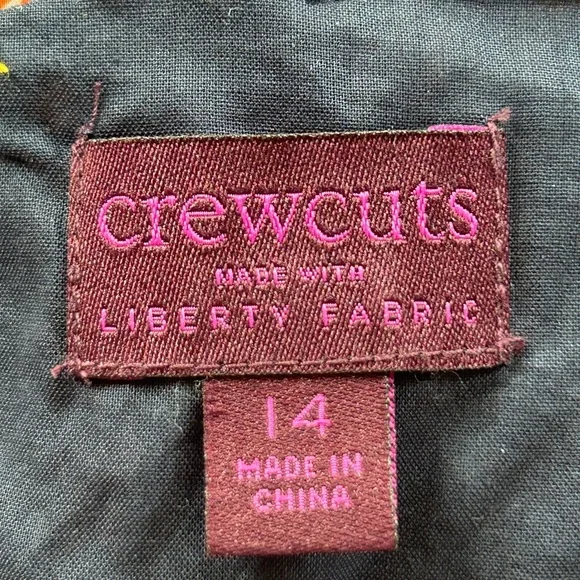 crewcuts
MADE WITH
LIBERTY FABRIC
14
MADE IN
CHINA